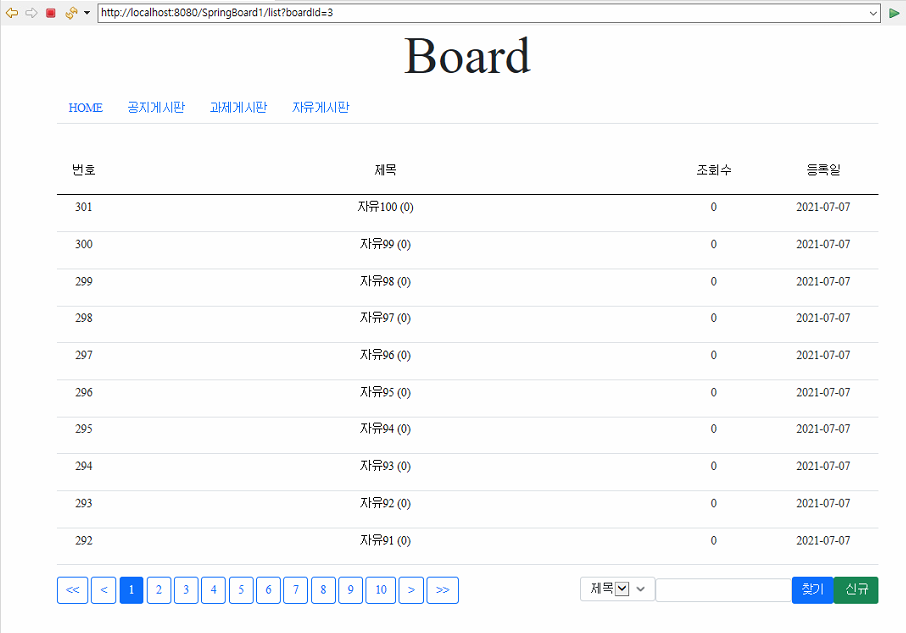 http://localhost:8080/SpringBoard1/list?boardId=3
Board
HOME 공지게시판 과제게시판 자유게시판
번호 제목 조회수 등록일
301 자유100 (0) 0 2021-07-07
300 자유99 (0) 0 2021-07-07
299 자유98 (0) 0 2021-07-07
298 자유97 (0) 0 2021-07-07
297 자유96 (0) 0 2021-07-07
296 자유95 (0) 0 2021-07-07
295 자유94 (0) 0 2021-07-07
294 자유93 (0) 0 2021-07-07
293 자유92 (0) 0 2021-07-07
292 자유91 (0) 0 2021-07-07
<< < 1 2 3 4 5 6 7 8 9 10 > >> 제목 찾기 신규